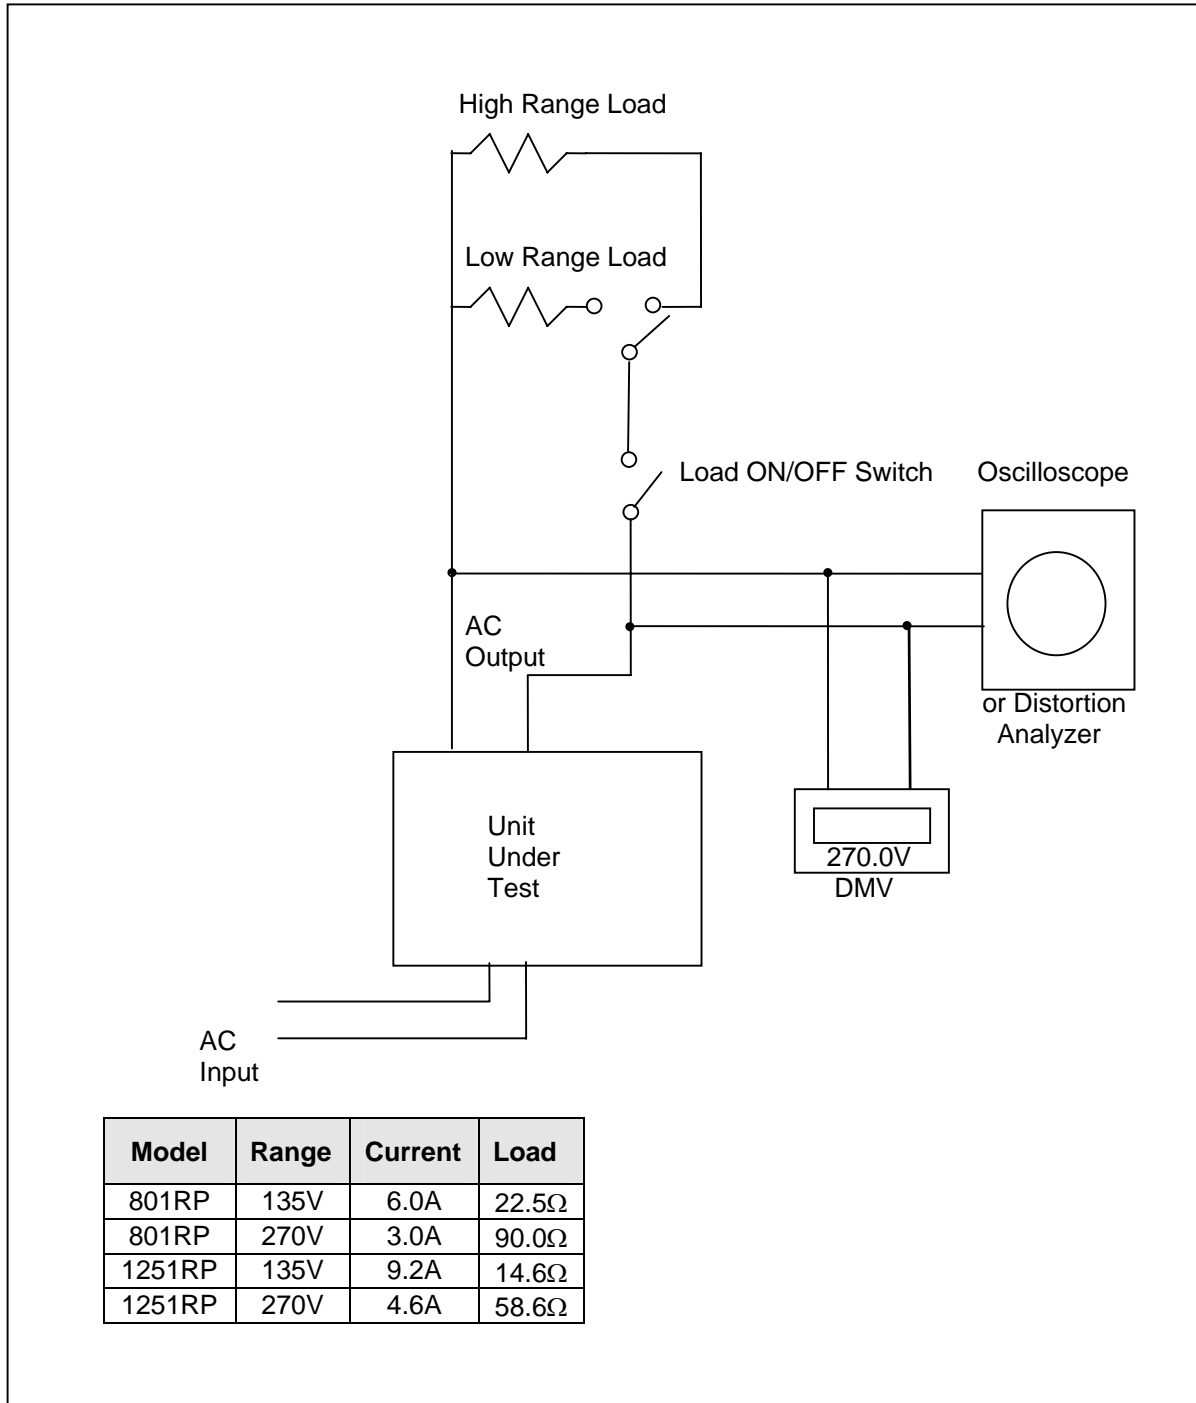 High Range Load
Low Range Load
Load ON/OFF Switch
Oscilloscope
AC
Output
or Distortion
Analyzer
Unit
Under
Test
270.0V
DMV
AC
Input
Model Range Current Load
801RP 135V 6.0A 22.5Ω
801RP 270V 3.0A 90.0Ω
1251RP 135V 9.2A 14.6Ω
1251RP 270V 4.6A 58.6Ω